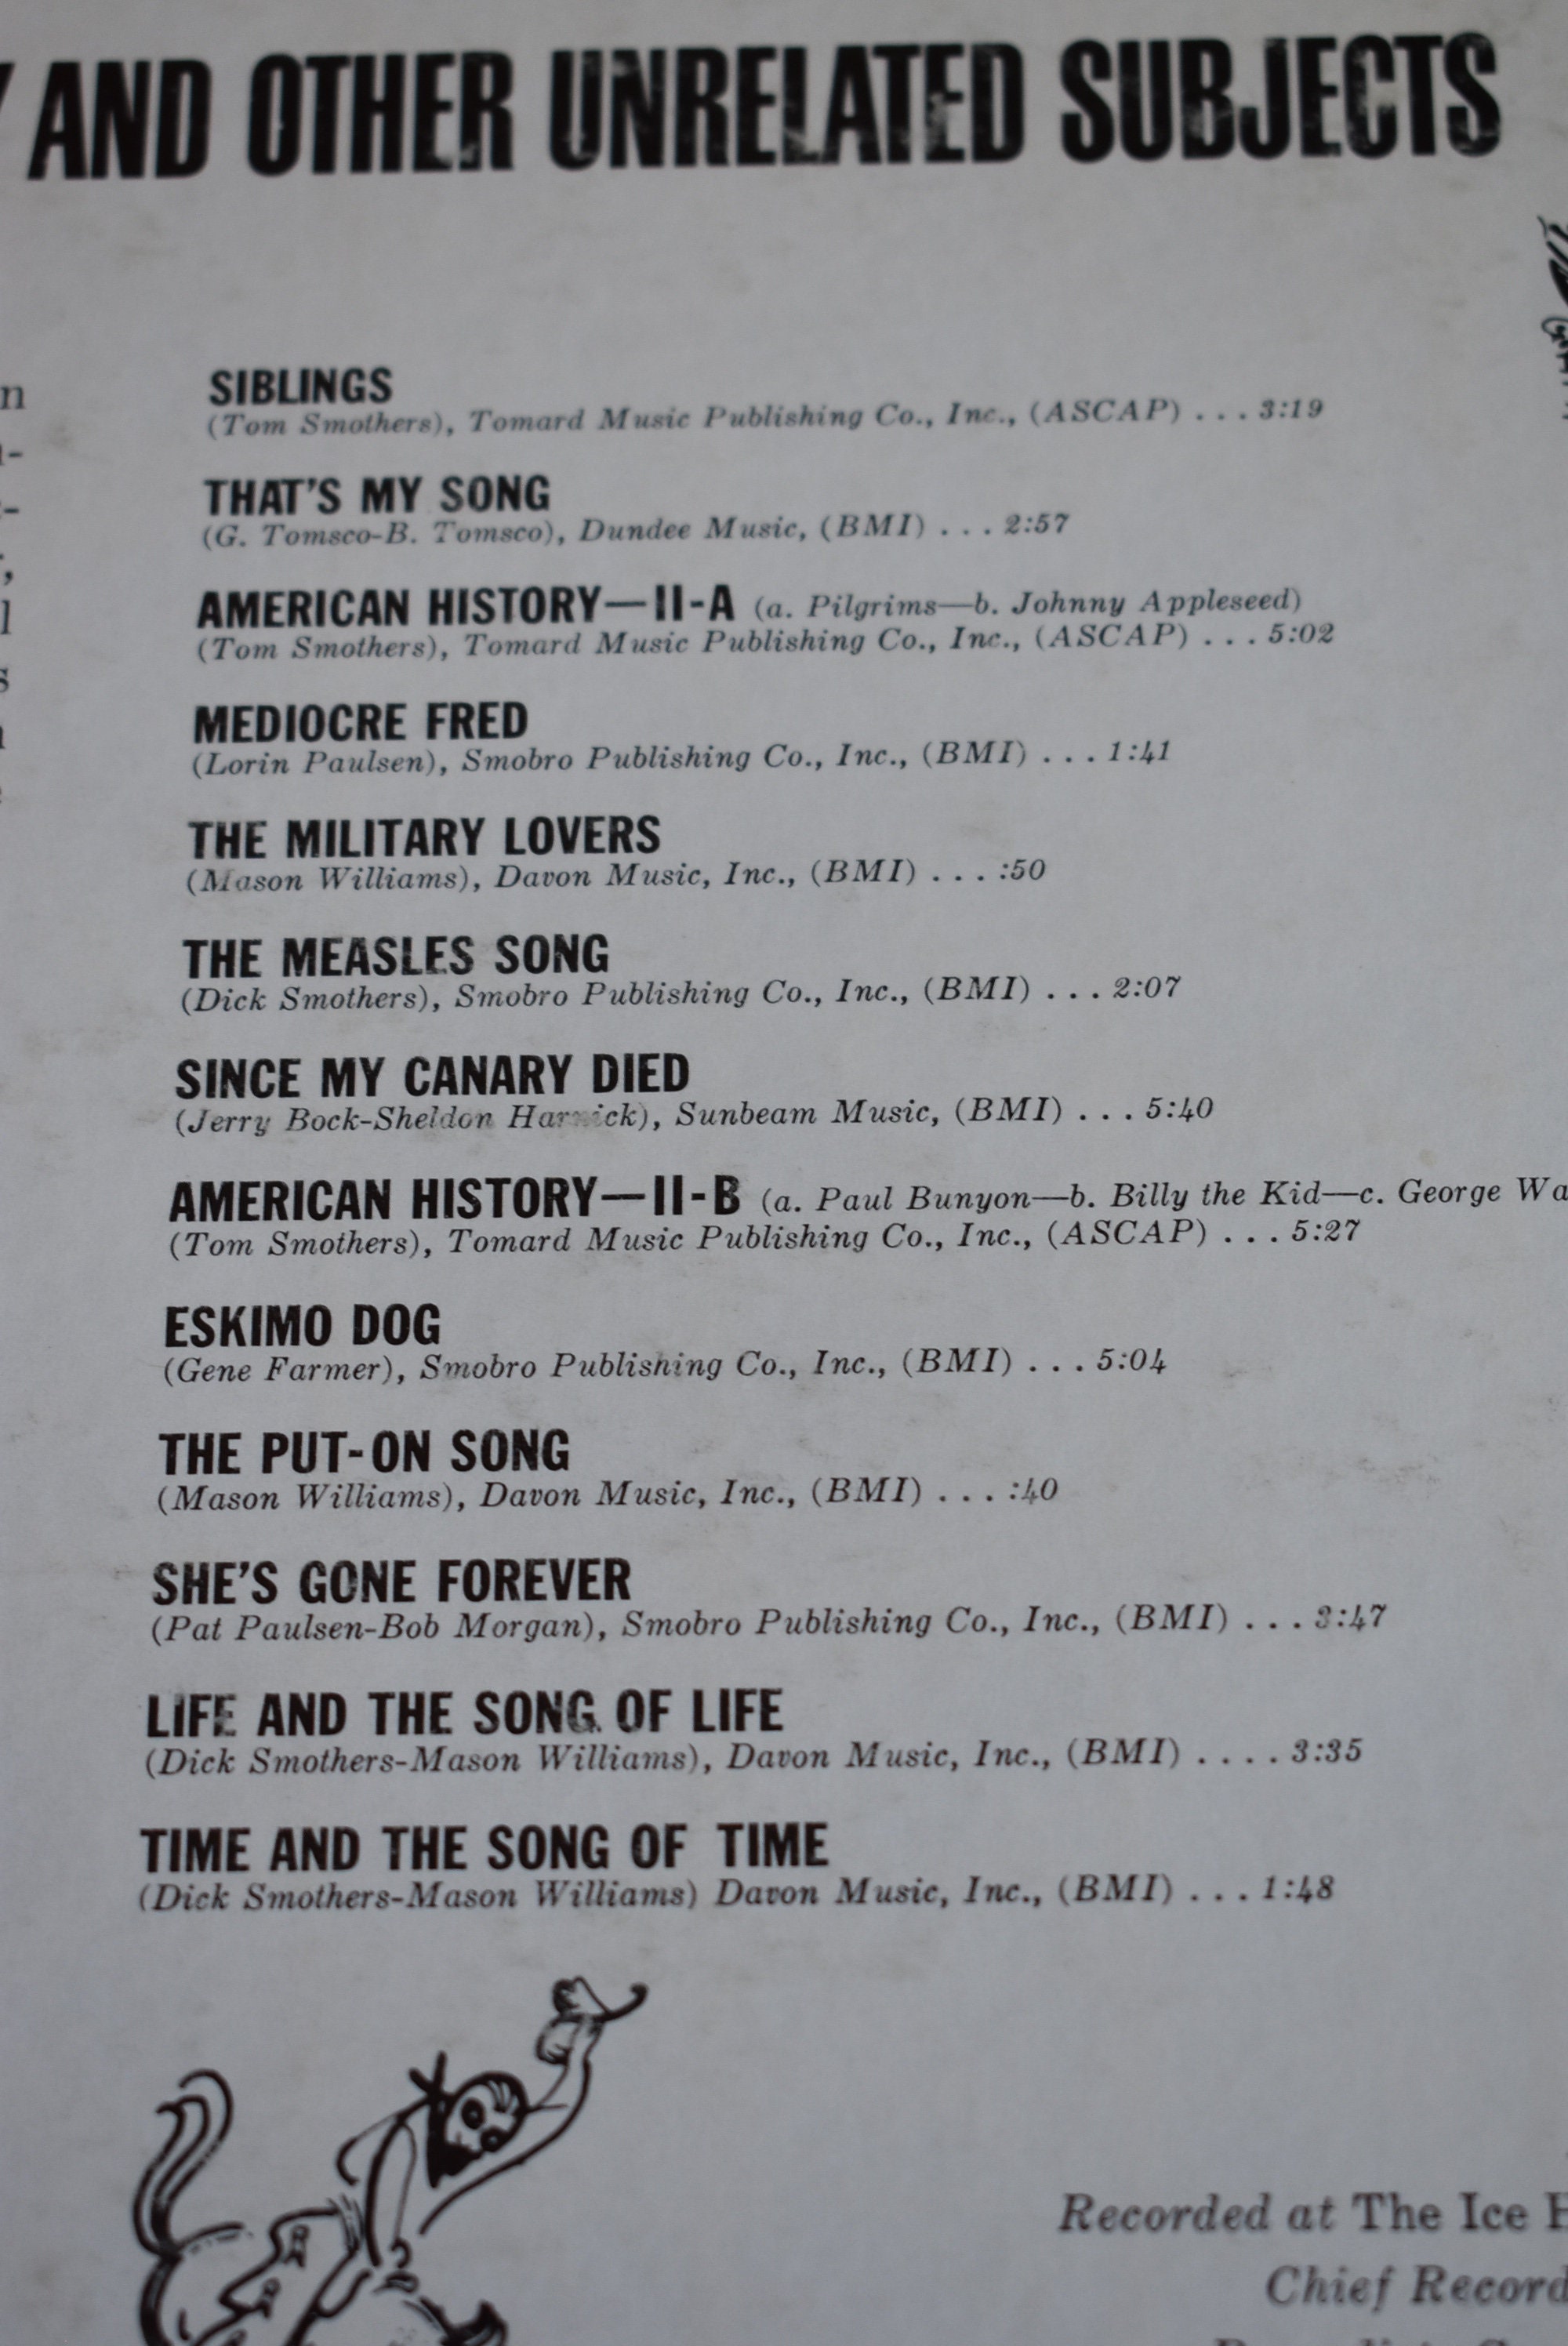 AND OTHER UNRELATED SUBJECTS
SIBLINGS
(Tom Smothers), Tomard Music Publishing Co., Inc., (ASCAP) . . . 3:19
THAT'S MY SONG
(G. Tomsco-B. Tomsco), Dundee Music, (BMI) . . . 2:57
AMERICAN HISTORY—II-A (a. Pilgrims—b. Johnny Appleseed)
(Tom Smothers), Tomard Music Publishing Co., Inc., (ASCAP) . . . 5:02
MEDIOCRE FRED
(Lorin Paulsen), Smobro Publishing Co., Inc., (BMI) . . . 1:41
THE MILITARY LOVERS
(Mason Williams), Davon Music, Inc., (BMI) . . . :50
THE MEASLES SONG
(Dick Smothers), Smobro Publishing Co., Inc., (BMI) . . . 2:07
SINCE MY CANARY DIED
(Jerry Bock-Sheldon Harnick), Sunbeam Music, (BMI) . . . 5:40
AMERICAN HISTORY—II-B (a. Paul Bunyon—b. Billy the Kid—c. George Wa
(Tom Smothers), Tomard Music Publishing Co., Inc., (ASCAP) . . . 5:27
ESKIMO DOG
(Gene Farmer), Smobro Publishing Co., Inc., (BMI) . . . 5:04
THE PUT-ON SONG
(Mason Williams), Davon Music, Inc., (BMI) . . . :40
SHE'S GONE FOREVER
(Pat Paulsen-Bob Morgan), Smobro Publishing Co., Inc., (BMI) . . . 3:47
LIFE AND THE SONG OF LIFE
(Dick Smothers-Mason Williams), Davon Music, Inc., (BMI) . . . . 3:35
TIME AND THE SONG OF TIME
(Dick Smothers-Mason Williams) Davon Music, Inc., (BMI) . . . 1:48
Recorded at The Ice H
Chief Record